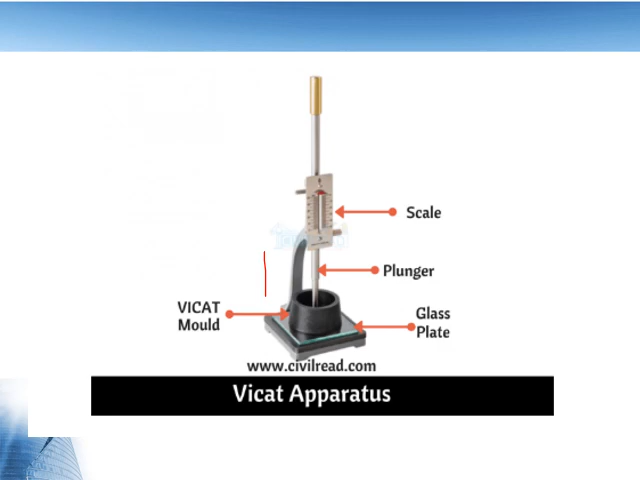 Scale
Plunger
VICAT
Mould
Glass
Plate
www.civilread.com
Vicat Apparatus